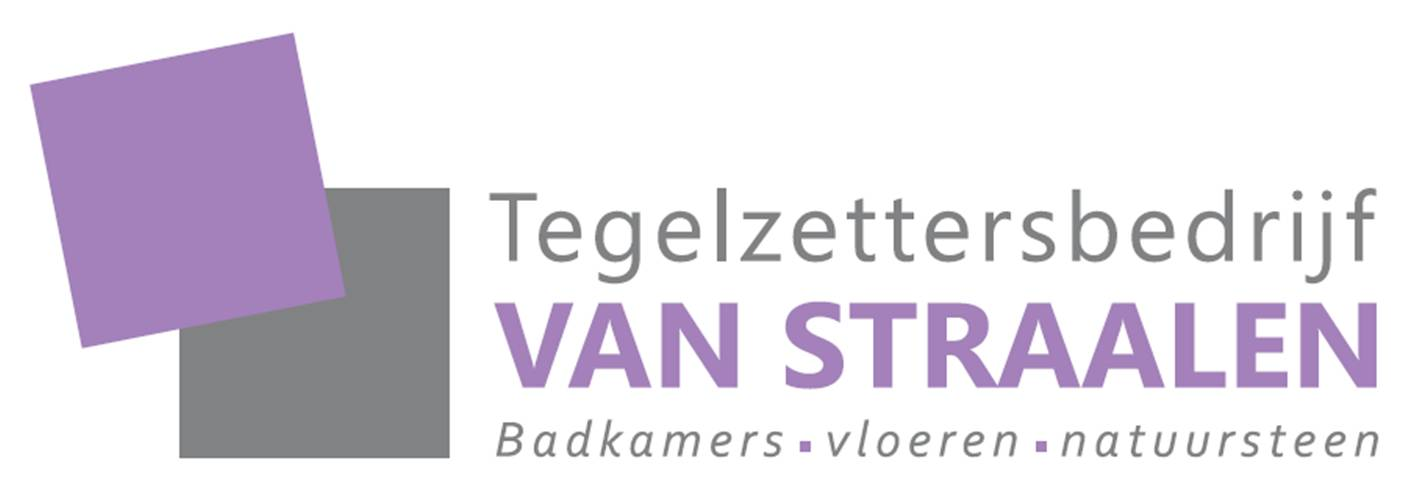 Tegelzettersbedrijf
VAN STRAALEN
Badkamers ▪ vloeren ▪ natuursteen